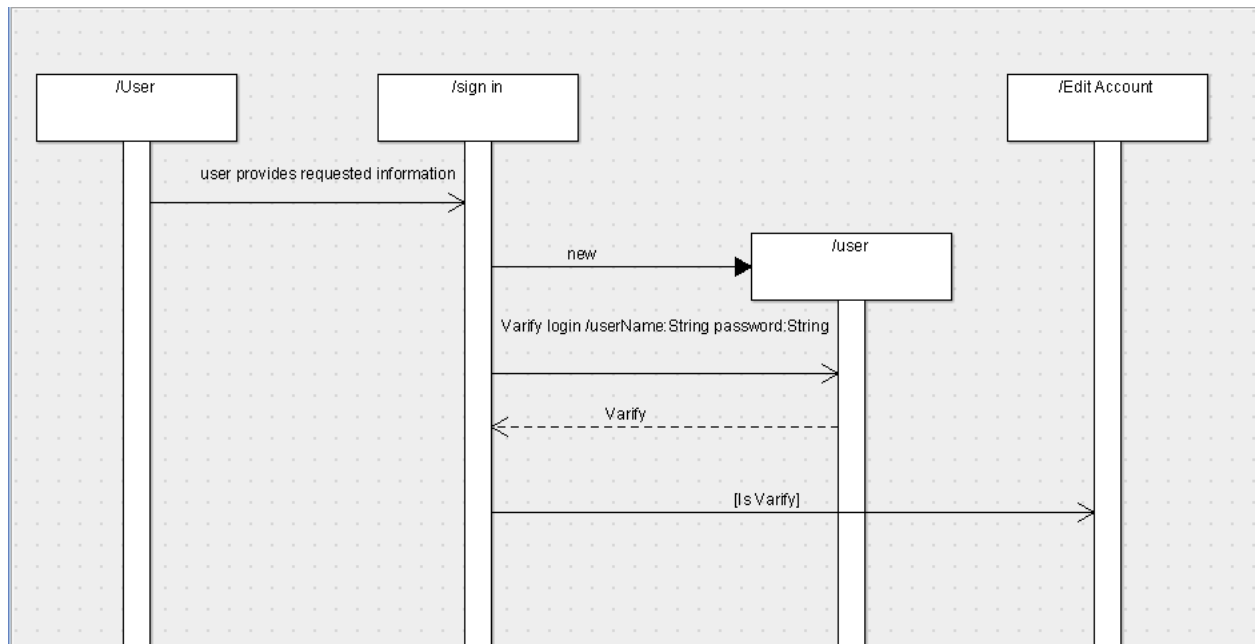 /User
/sign in
/Edit Account
user provides requested information
new
/user
Varify login /userName:String password:String
Varify
[Is Varify]